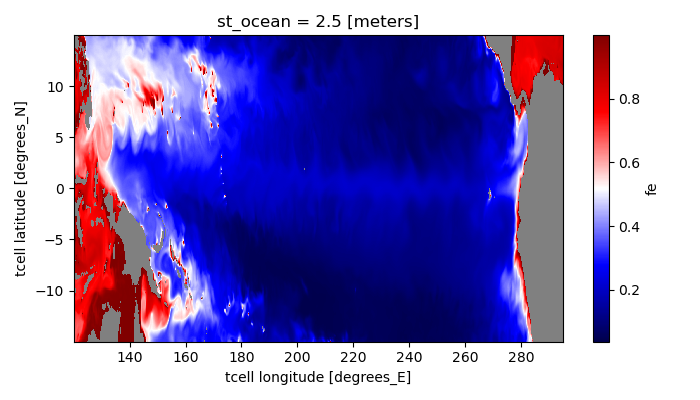 st_ocean = 2.5 [meters]
tcell latitude [degrees_N]
10
5
0
−5
−10
140 160 180 200 220 240 260 280
tcell longitude [degrees_E]
0.8
0.6
0.4
0.2
fe